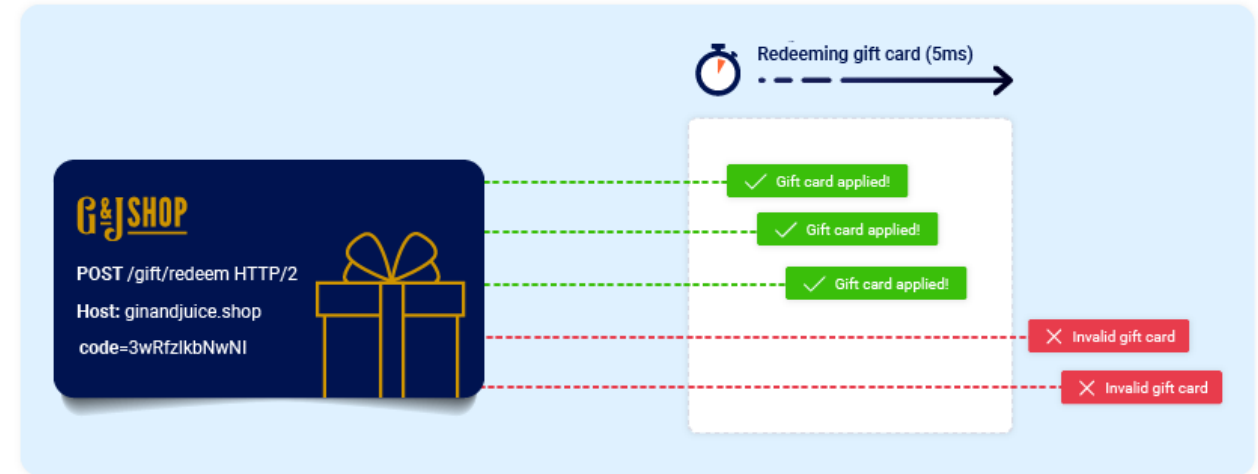 Redeeming gift card (5ms)
G&J SHOP
POST /gift/redeem HTTP/2
Host: ginandjuice.shop
code=3wRfzIkbNwNI
Gift card applied!
Gift card applied!
Gift card applied!
Invalid gift card
Invalid gift card